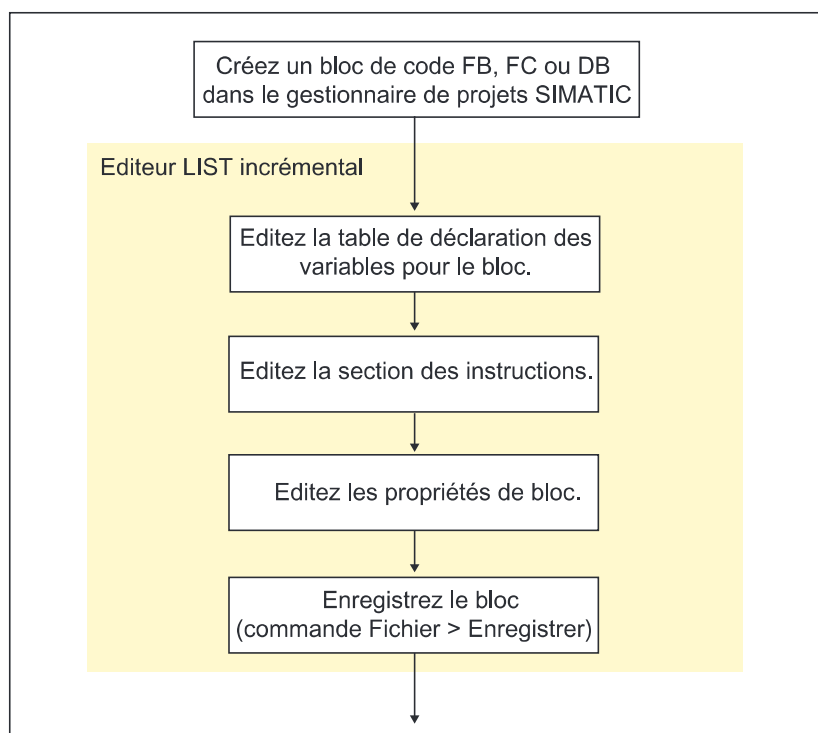 Créez un bloc de code FB, FC ou DB
dans le gestionnaire de projets SIMATIC
Editeur LIST incrémental
Editez la table de déclaration des
variables pour le bloc.
Editez la section des instructions.
Editez les propriétés de bloc.
Enregistrez le bloc
(commande Fichier > Enregistrer)